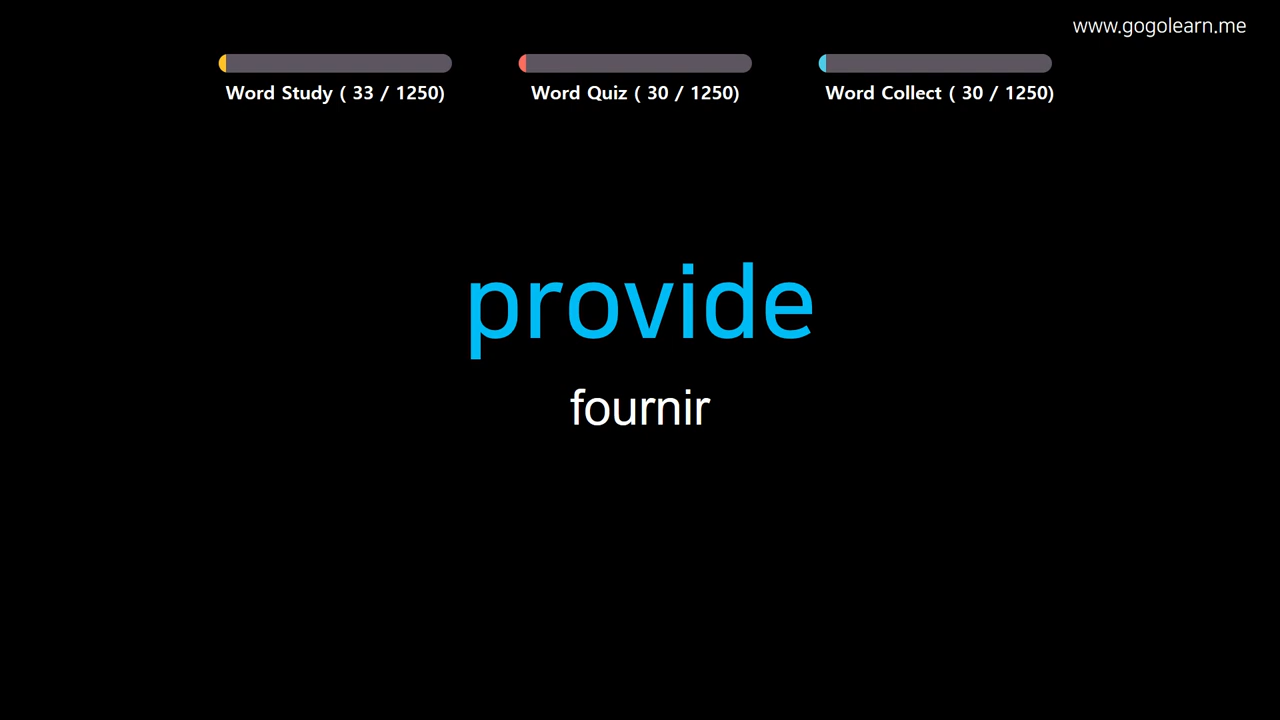 www.gogolearn.me
Word Study ( 33 / 1250)
Word Quiz ( 30 / 1250)
Word Collect ( 30 / 1250)
provide
fournir